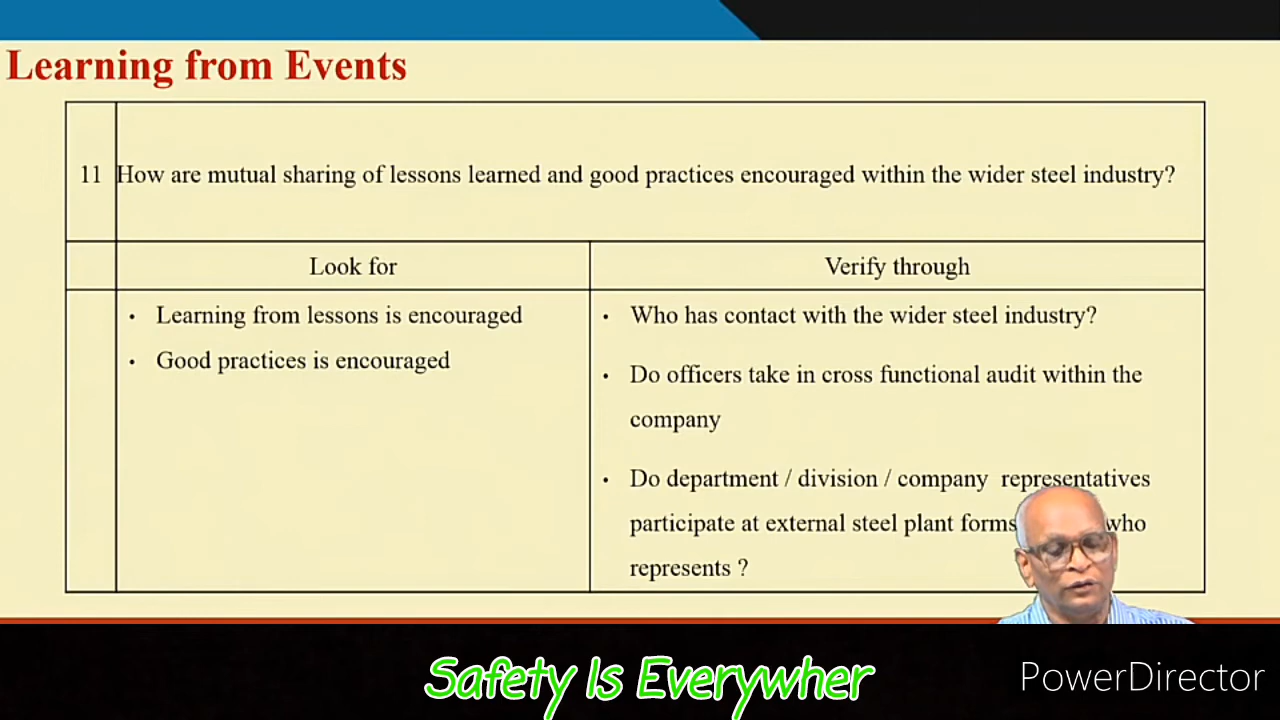 Learning from Events
11 How are mutual sharing of lessons learned and good practices encouraged within the wider steel industry?
Look for
Verify through
• Learning from lessons is encouraged
• Good practices is encouraged
• Who has contact with the wider steel industry?
• Do officers take in cross functional audit within the
company
• Do department / division / company representatives
participate at external steel plant forms who
represents ?
Safety Is Everywher
PowerDirector